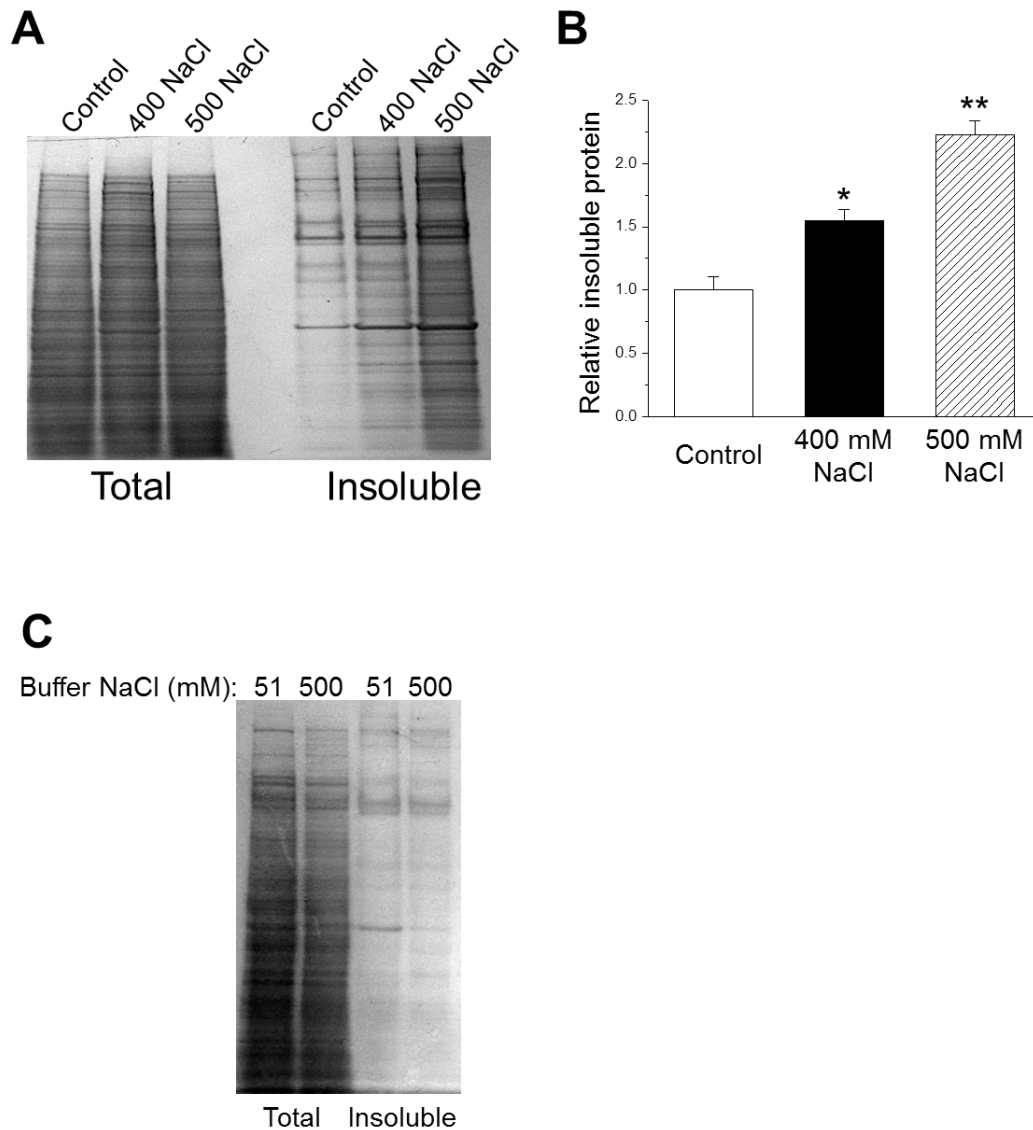 A
Control
400 NaCl
500 NaCl
Control
400 NaCl
500 NaCl
Total
Insoluble
B
Relative insoluble protein
2.5
2.0
1.5
1.0
0.5
0.0
*
**
Control
400 mM
NaCl
500 mM
NaCl
C
Buffer NaCl (mM): 51 500 51 500
Total Insoluble